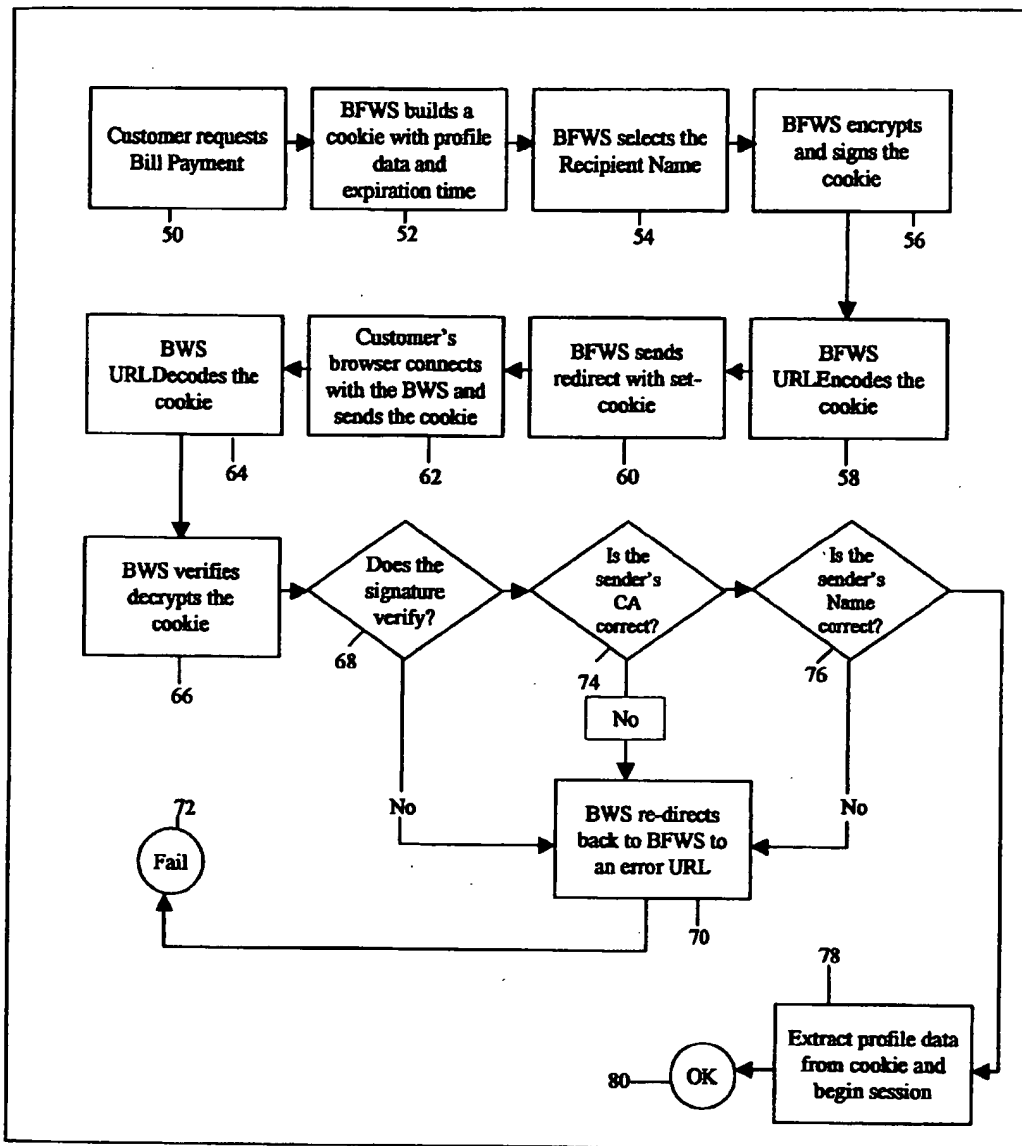 Customer requests
Bill Payment
50
BFWS builds a
cookie with profile
data and
expiration time
52
BFWS selects the
Recipient Name
54
BFWS encrypts
and signs the
cookie
56
BFWS
URLEncodes the
cookie
58
BFWS sends
redirect with set-
cookie
60
Customer's
browser connects
with the BWS and
sends the cookie
62
BWS
URLDecodes the
cookie
64
BWS verifies
decrypts the
cookie
66
Does the
signature
verify?
68
Is the
sender's
CA
correct?
74
Is the
sender's
Name
correct?
76
No
No
No
BWS re-directs
back to BFWS to
an error URL
70
72
Fail
78
Extract profile data
from cookie and
begin session
80
OK